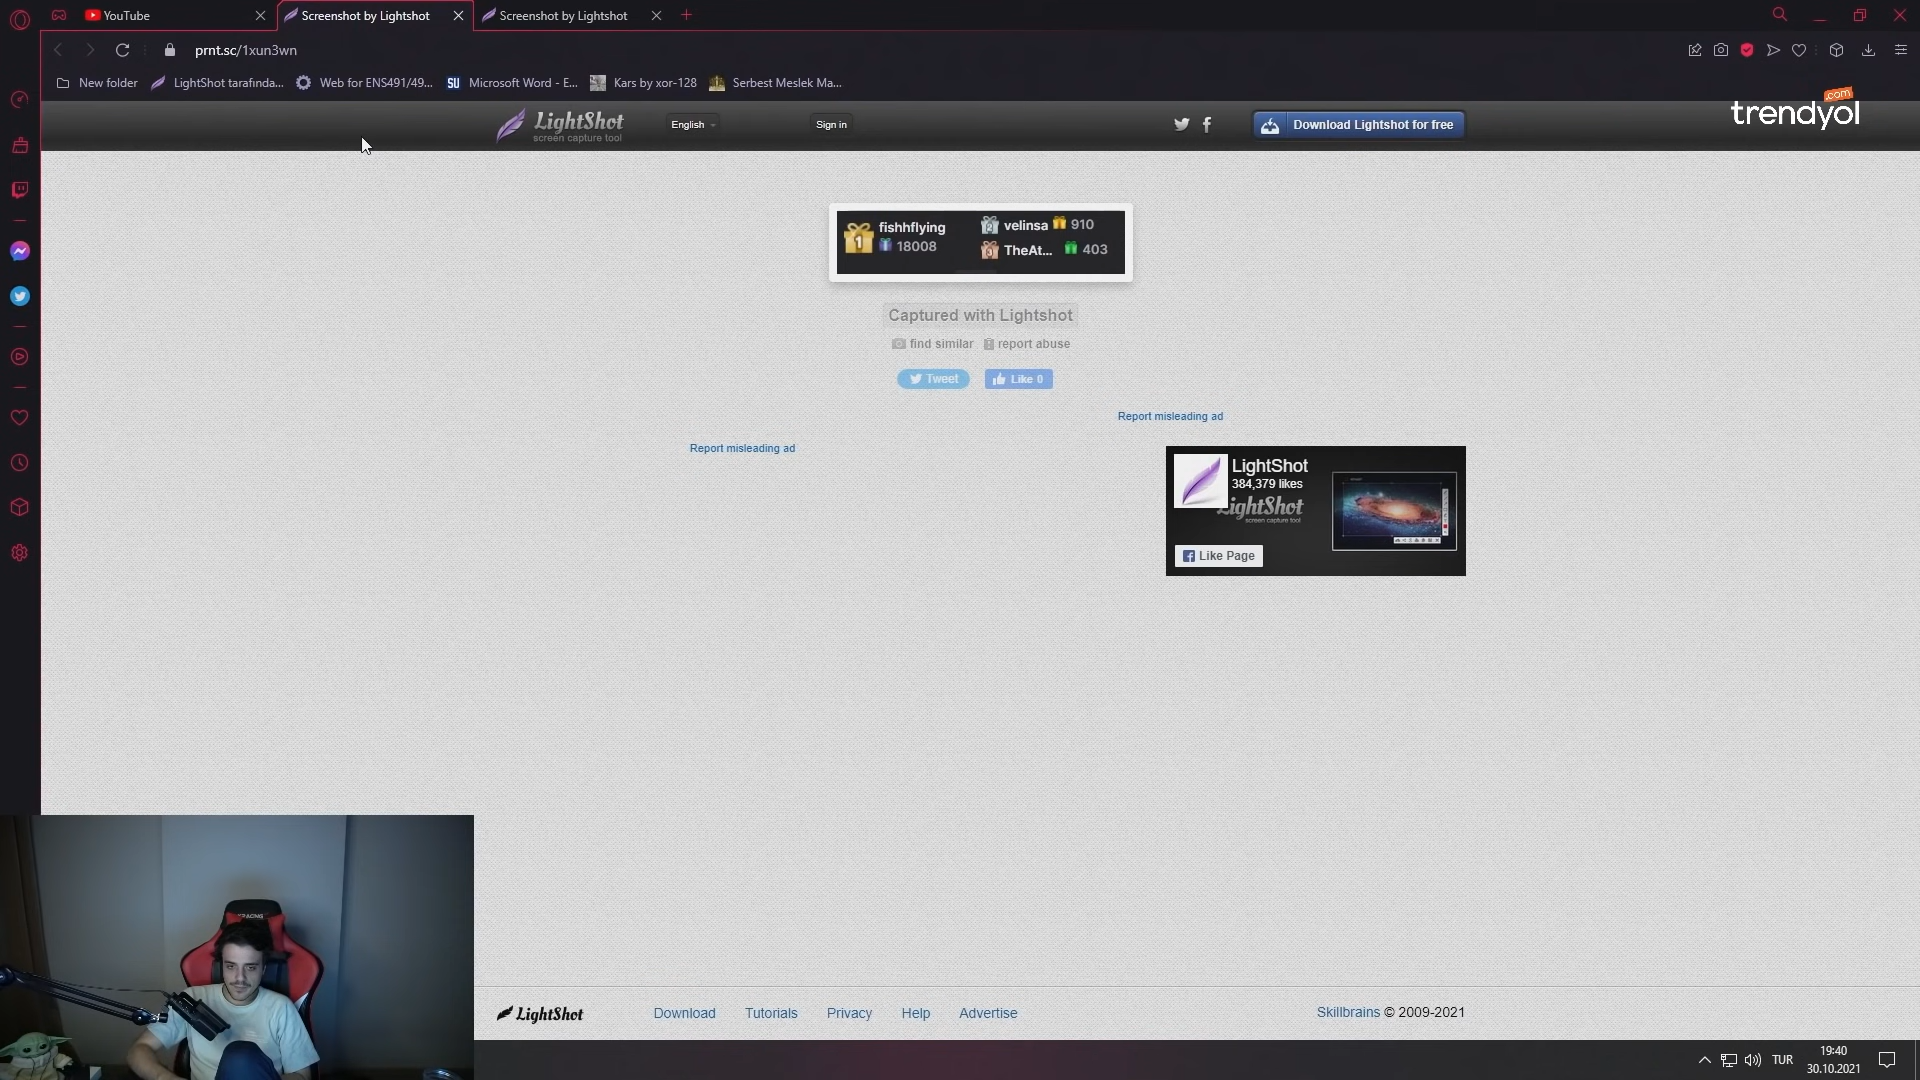 YouTube
Screenshot by Lightshot
Screenshot by Lightshot
prnt.sc/1xun3wn
New folder
LightShot tarafında...
Web for ENS491/49...
SU
Microsoft Word - E...
Kars by xor-128
Serbest Meslek Ma...
LightShot
screen capture tool
English
Sign in
Download Lightshot for free
.com
trendyol
1
fishhflying
18008
2
velinsa
910
3
TheAt...
403
Captured with Lightshot
find similar
report abuse
Tweet
Like 0
Report misleading ad
Report misleading ad
LightShot
384,379 likes
LightShot
screen capture tool
Like Page
LightShot
Download
Tutorials
Privacy
Help
Advertise
Skillbrains © 2009-2021
TUR
19:40
30.10.2021